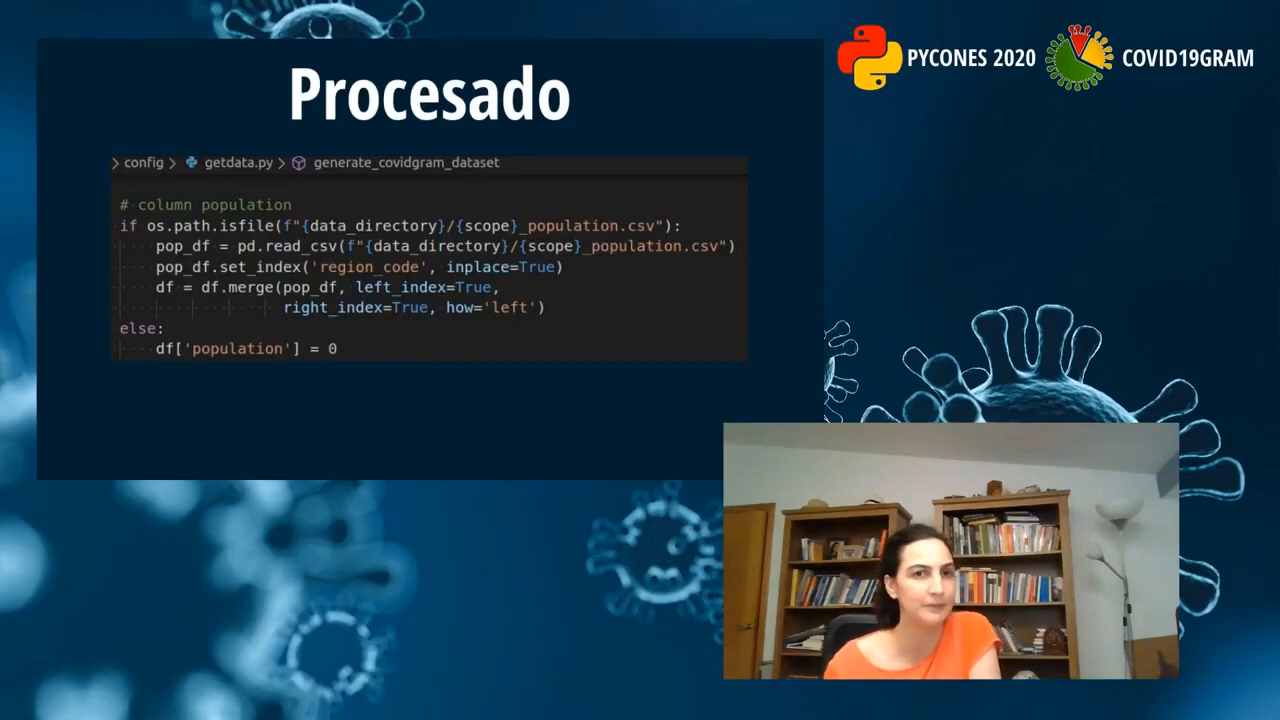 PYCONES 2020
COVID19GRAM
Procesado
config
getdata.py
generate_covidgram_dataset
# column population
if os.path.isfile(f"{data_directory}/{scope}_population.csv"):
pop_df = pd.read_csv(f"{data_directory}/{scope}_population.csv")
pop_df.set_index('region_code', inplace=True)
df = df.merge(pop_df, left_index=True,
right_index=True, how='left')
else:
df['population'] = 0